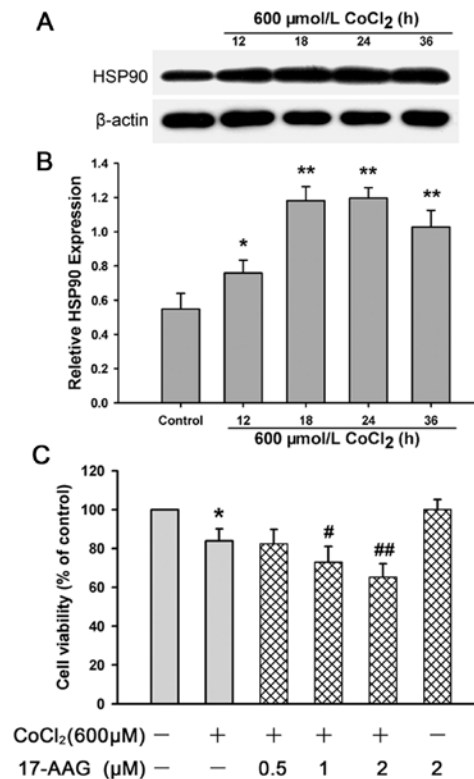 A
600 μmol/L CoCl₂ (h)
12 18 24 36
HSP90
β-actin
B
Reletive HSP90 Expression
1.4
1.2
1.0
0.8
0.6
0.4
0.2
0.0
* ** ** **
Control 12 18 24 36
600 μmol/L CoCl₂ (h)
C
Cell viability (% of control)
120
100
80
60
40
20
0
* # ##
CoCl₂(600μM) − + + + + −
17-AAG (μM) − − 0.5 1 2 2